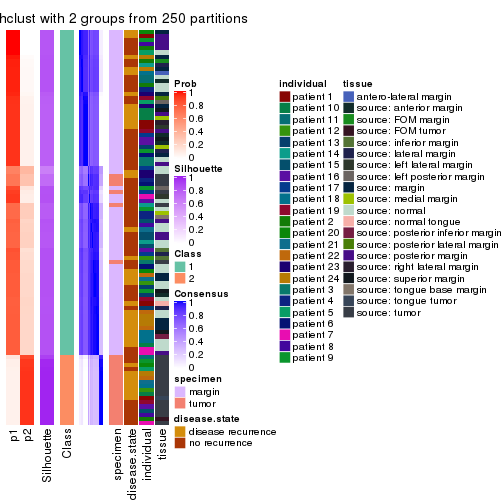 hclust with 2 groups from 250 partitions
Prob
1
0.8
0.6
0.4
0.2
0
Silhouette
1
0.8
0.6
0.4
0.2
0
Class
1
2
Consensus
1
0.8
0.6
0.4
0.2
0
specimen
margin
tumor
disease.state
disease recurrence
no recurrence
individual
patient 1
patient 10
patient 11
patient 12
patient 13
patient 14
patient 15
patient 16
patient 17
patient 18
patient 19
patient 2
patient 20
patient 21
patient 22
patient 23
patient 24
patient 3
patient 4
patient 5
patient 6
patient 7
patient 8
patient 9
tissue
antero-lateral margin
source: anterior margin
source: FOM margin
source: FOM tumor
source: inferior margin
source: lateral margin
source: left lateral margin
source: left posterior margin
source: margin
source: medial margin
source: normal
source: normal tongue
source: posterior inferior margin
source: posterior lateral margin
source: posterior margin
source: right lateral margin
source: superior margin
source: tongue base margin
source: tongue tumor
source: tumor
p1
p2
Silhouette
Class
specimen
disease.state
individual
tissue